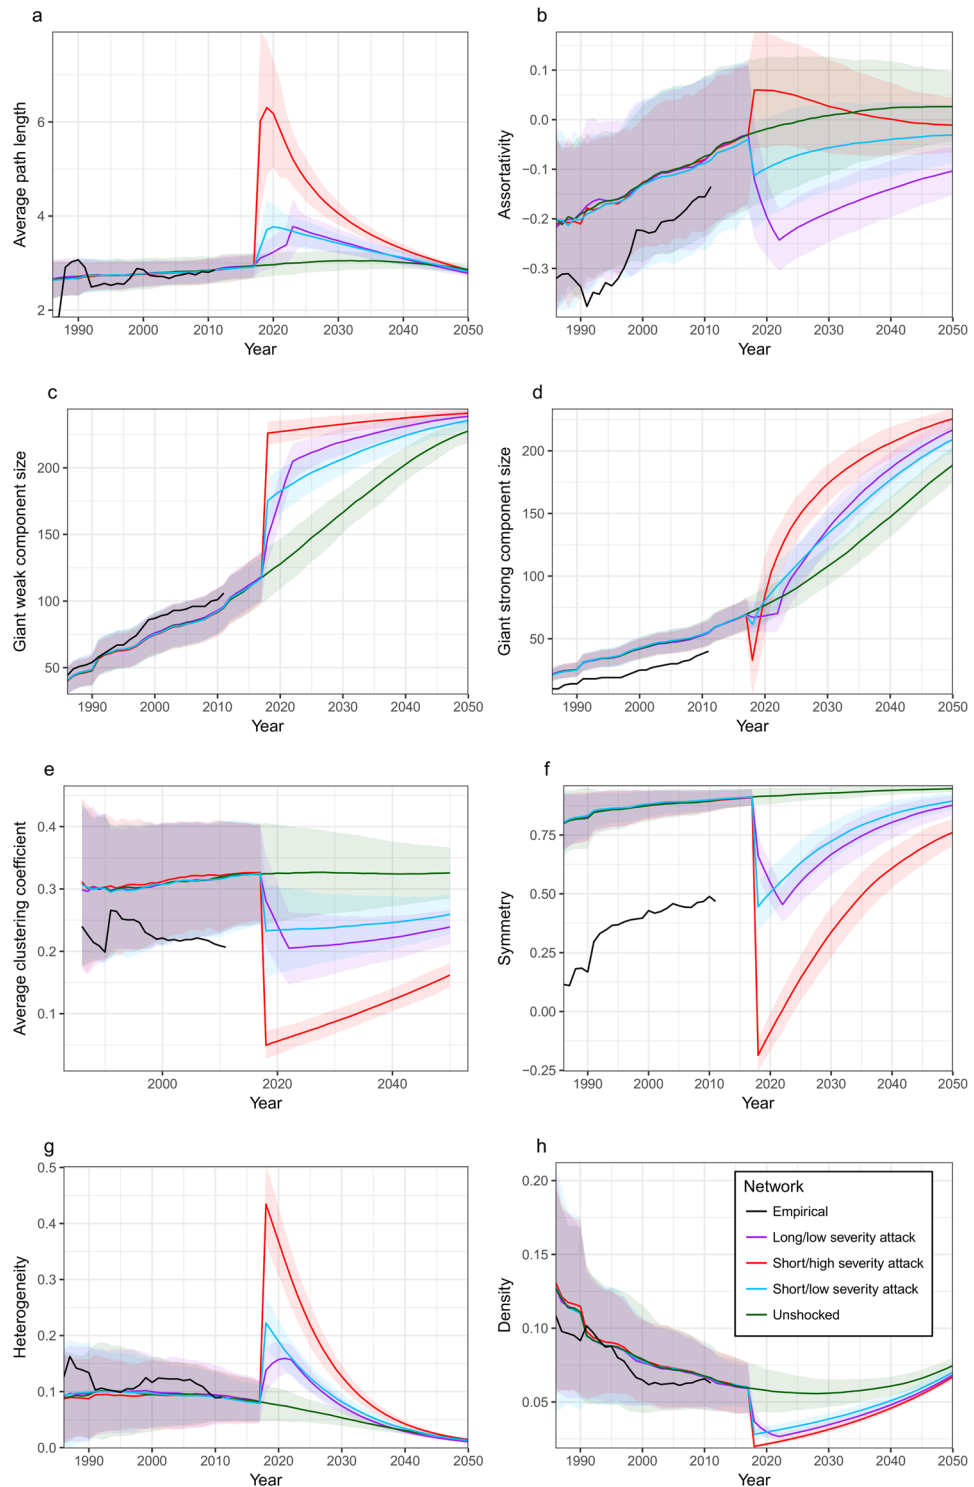 a
Average path length
6
4
2
1990 2000 2010 2020 2030 2040 2050
Year
b
Assortativity
0.1
0.0
−0.1
−0.2
−0.3
1990 2000 2010 2020 2030 2040 2050
Year
c
Giant weak component size
200
150
100
50
1990 2000 2010 2020 2030 2040 2050
Year
d
Giant strong component size
200
150
100
50
1990 2000 2010 2020 2030 2040 2050
Year
e
Average clustering coefficient
0.4
0.3
0.2
0.1
2000 2020 2040
Year
f
Symmetry
0.75
0.50
0.25
0.00
−0.25
1990 2000 2010 2020 2030 2040 2050
Year
g
Heterogeneity
0.5
0.4
0.3
0.2
0.1
0.0
1990 2000 2010 2020 2030 2040 2050
Year
h
Density
0.20
0.15
0.10
0.05
1990 2000 2010 2020 2030 2040 2050
Year
Network
Empirical
Long/low severity attack
Short/high severity attack
Short/low severity attack
Unshocked